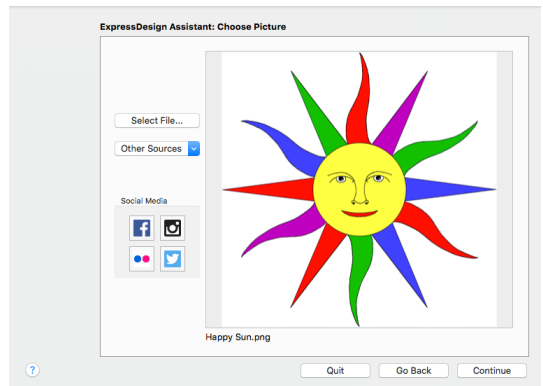 ExpressDesign Assistant: Choose Picture
Select File...
Other Sources
Social Media
f
Happy Sun.png
?
Quit
Go Back
Continue